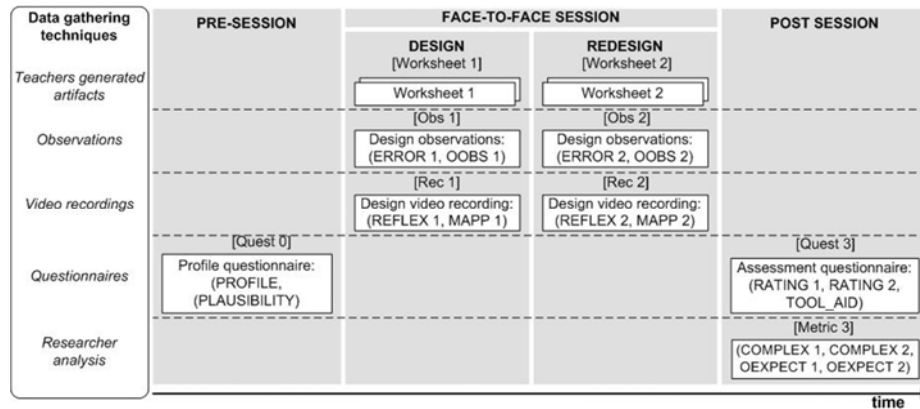 Data gathering
techniques
PRE-SESSION
FACE-TO-FACE SESSION
POST SESSION
DESIGN
REDESIGN
Teachers generated
artifacts
[Worksheet 1]
Worksheet 1
[Worksheet 2]
Worksheet 2
Observations
[Obs 1]
Design observations:
(ERROR 1, OOBS 1)
[Obs 2]
Design observations:
(ERROR 2, OOBS 2)
Video recordings
[Rec 1]
Design video recording:
(REFLEX 1, MAPP 1)
[Rec 2]
Design video recording:
(REFLEX 2, MAPP 2)
Questionnaires
[Quest 0]
Profile questionnaire:
(PROFILE,
(PLAUSIBILITY)
[Quest 3]
Assessment questionnaire:
(RATING 1, RATING 2,
TOOL_AID)
Researcher
analysis
[Metric 3]
(COMPLEX 1, COMPLEX 2,
OEXPECT 1, OEXPECT 2)
time